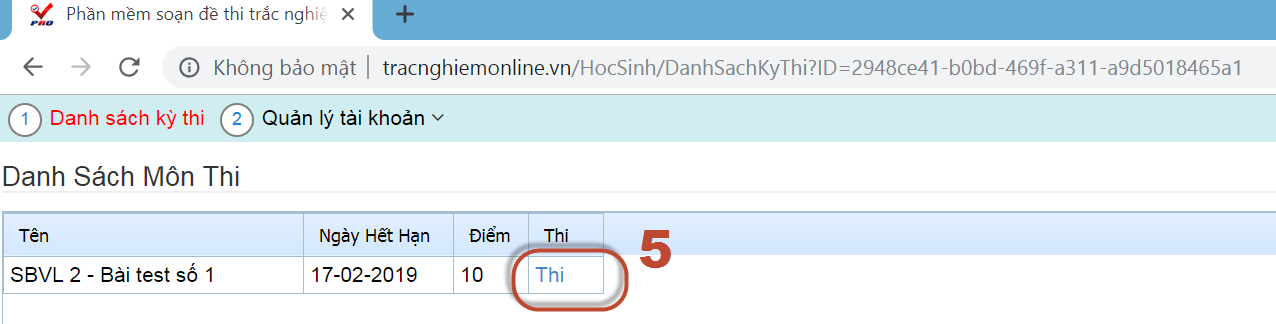 PRO Phần mềm soạn đề thi trắc nghiệ
Không bảo mật tracnghiemonline.vn/HocSinh/DanhSachKyThi?ID=2948ce41-b0bd-469f-a311-a9d5018465a1
1 Danh sách kỳ thi 2 Quản lý tài khoản
Danh Sách Môn Thi
Tên Ngày Hết Hạn Điểm Thi
SBVL 2 - Bài test số 1 17-02-2019 10 Thi
5